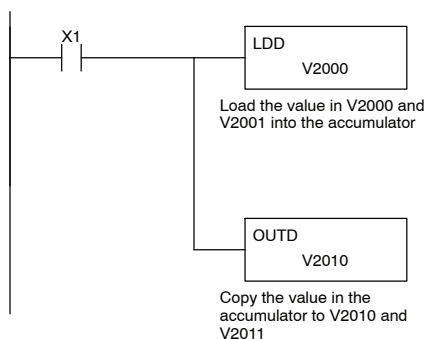 X1
LDD
V2000
Load the value in V2000 and
V2001 into the accumulator
OUTD
V2010
Copy the value in the
accumulator to V2010 and
V2011